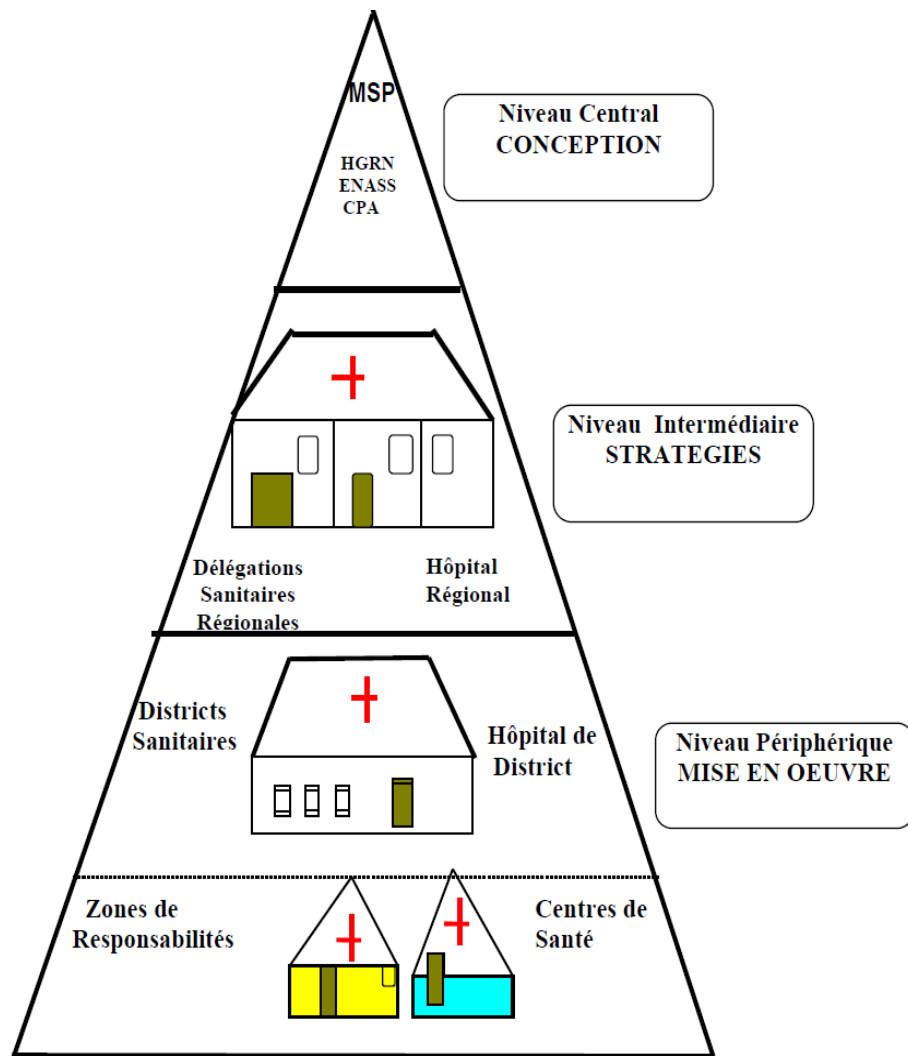 MSP
HGRN
ENASS
CPA
Niveau Central
CONCEPTION
Niveau Intermédiaire
STRATEGIES
Délégations
Sanitaires
Régionales
Hôpital
Régional
Districts
Sanitaires
Hôpital de
District
Niveau Périphérique
MISE EN OEUVRE
Zones de
Responsabilités
Centres de
Santé